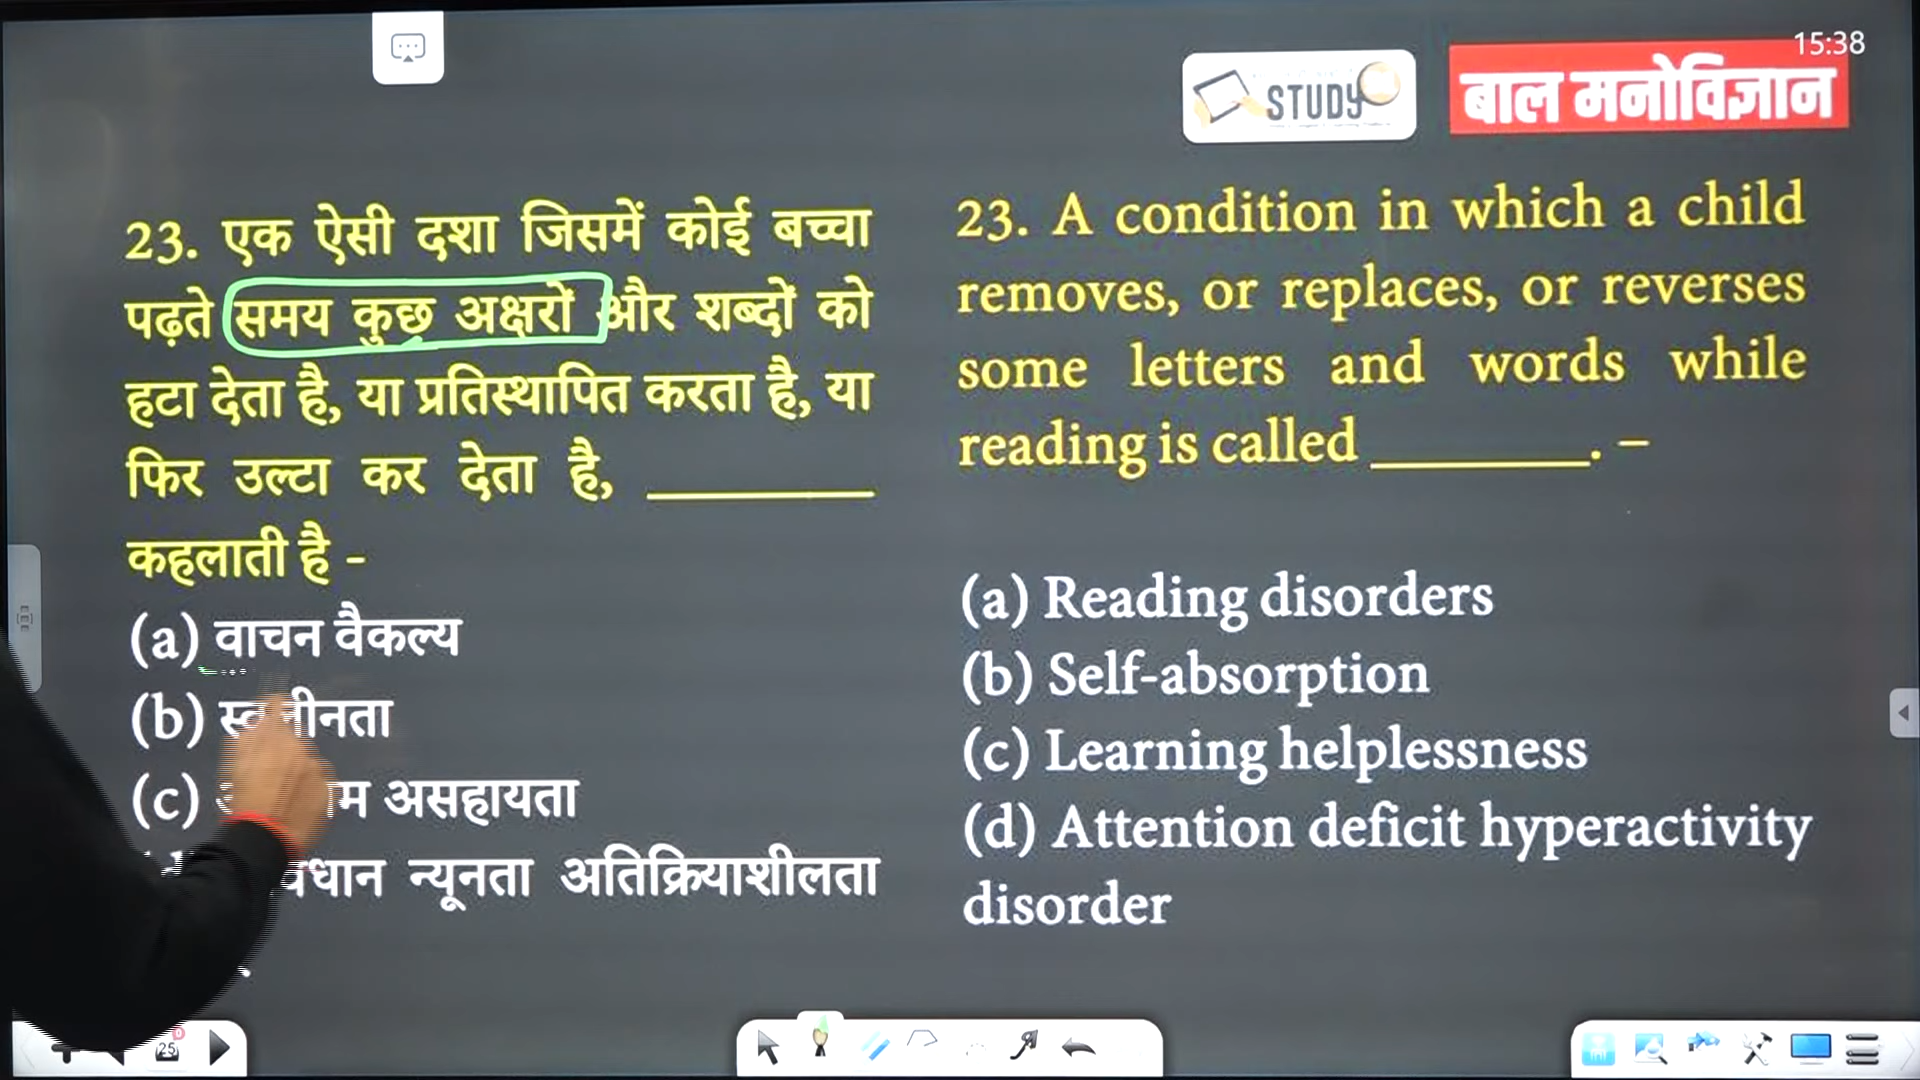 15:38
STUDY
बाल मनोविज्ञान
23. एक ऐसी दशा जिसमें कोई बच्चा
पढ़ते समय कुछ अक्षरों और शब्दों को
हटा देता है, या प्रतिस्थापित करता है, या
फिर उल्टा कर देता है, ________
कहलाती है -
(a) वाचन वैकल्य
(b)
(c) असहायता
न्यूनता अतिक्रियाशीलता
23. A condition in which a child
removes, or replaces, or reverses
some letters and words while
reading is called ________. –
(a) Reading disorders
(b) Self-absorption
(c) Learning helplessness
(d) Attention deficit hyperactivity
disorder
25